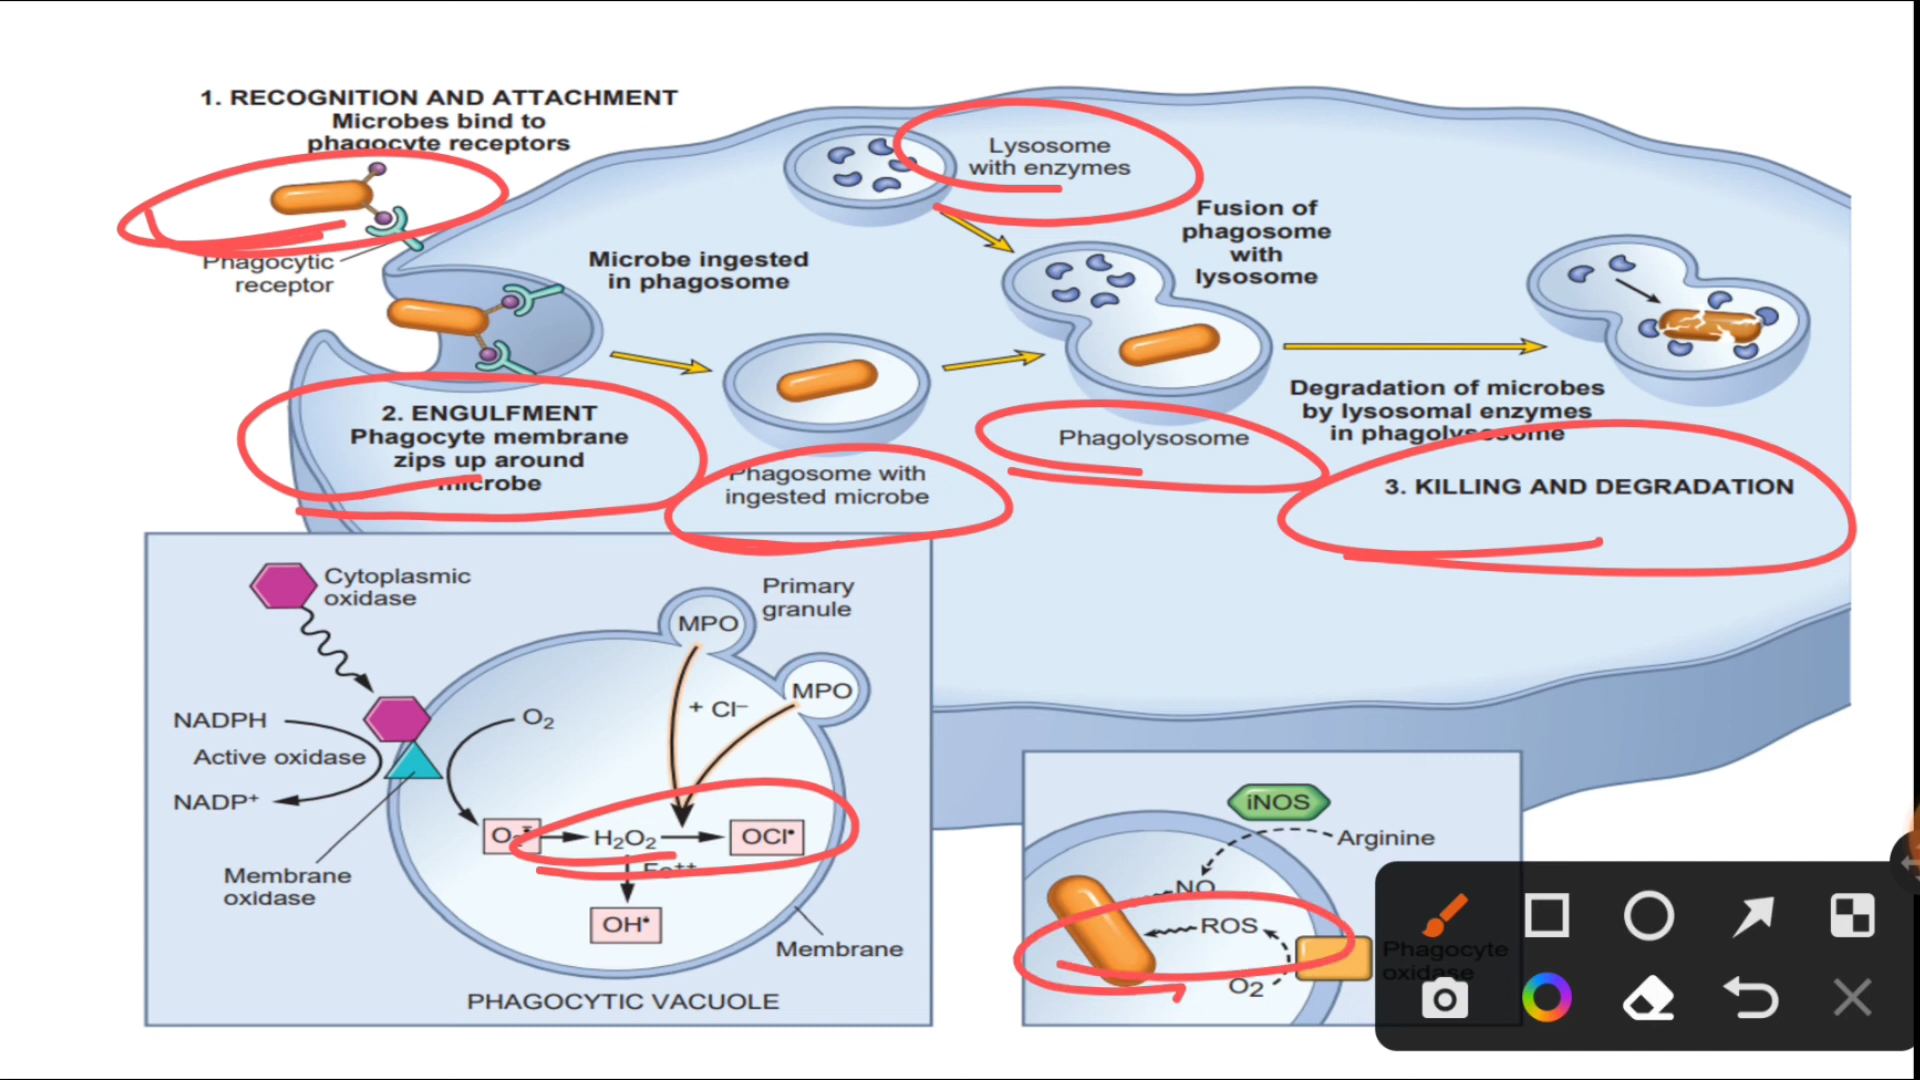 1. RECOGNITION AND ATTACHMENT
Microbes bind to
phagocyte receptors
Phagocytic
receptor
Lysosome
with enzymes
Fusion of
phagosome
with
lysosome
Microbe ingested
in phagosome
2. ENGULFMENT
Phagocyte membrane
zips up around
microbe
Phagosome with
ingested microbe
Phagolysosome
Degradation of microbes
by lysosomal enzymes
in phagolysosome
3. KILLING AND DEGRADATION
Cytoplasmic
oxidase
Primary
granule
MPO
MPO
+ Cl–
NADPH
O₂
Active oxidase
NADP⁺
H₂O₂
OCl•
Fe⁺⁺
OH•
Membrane
oxidase
Membrane
PHAGOCYTIC VACUOLE
iNOS
Arginine
NO
ROS
O₂
Phagocyte
oxidase